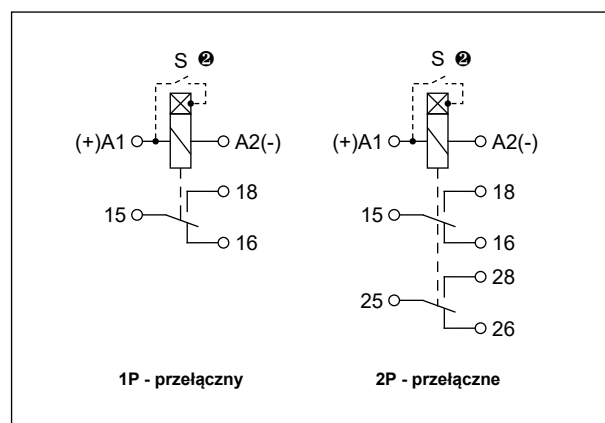 S ❷
(+)A1 A2(-)
18
15
16
1P - przełączny
S ❷
(+)A1 A2(-)
18
15
16
28
25
26
2P - przełączne